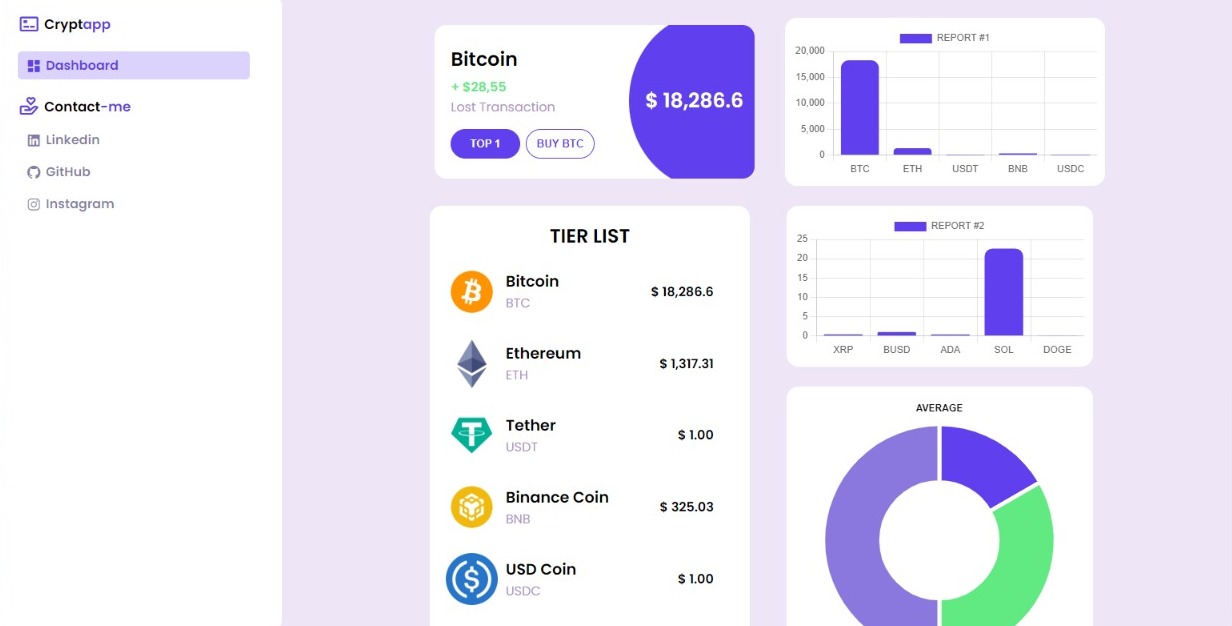 Cryptapp
Dashboard
Contact-me
Linkedin
GitHub
Instagram
Bitcoin
+ $28,55
Lost Transaction
TOP 1
BUY BTC
$ 18,286.6
REPORT #1
20,000
15,000
10,000
5,000
0
BTC ETH USDT BNB USDC
TIER LIST
Bitcoin
BTC
$ 18,286.6
Ethereum
ETH
$ 1,317.31
Tether
USDT
$ 1.00
Binance Coin
BNB
$ 325.03
USD Coin
USDC
$ 1.00
REPORT #2
25
20
15
10
5
0
XRP BUSD ADA SOL DOGE
AVERAGE